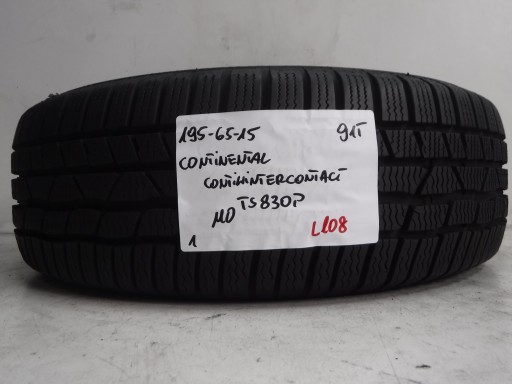 195-65-15 91T
CONTINENTAL
CONTIWINTERCONTACT
TS830P
MO
L108
1